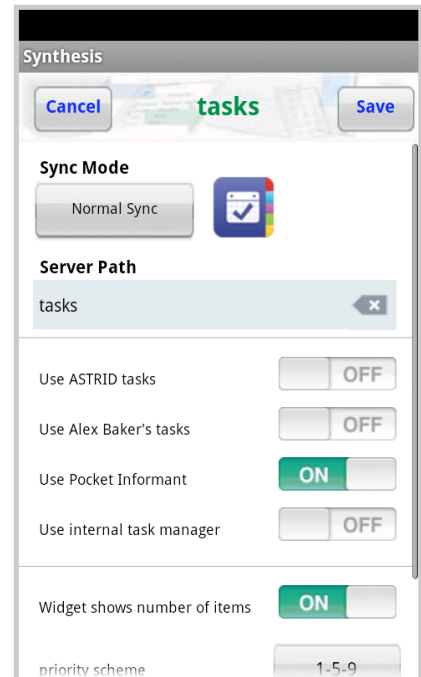 Synthesis
Cancel
tasks
Save
Sync Mode
Normal Sync
Server Path
tasks
Use ASTRID tasks OFF
Use Alex Baker's tasks OFF
Use Pocket Informant ON
Use internal task manager OFF
Widget shows number of items ON
priority scheme 1-5-9